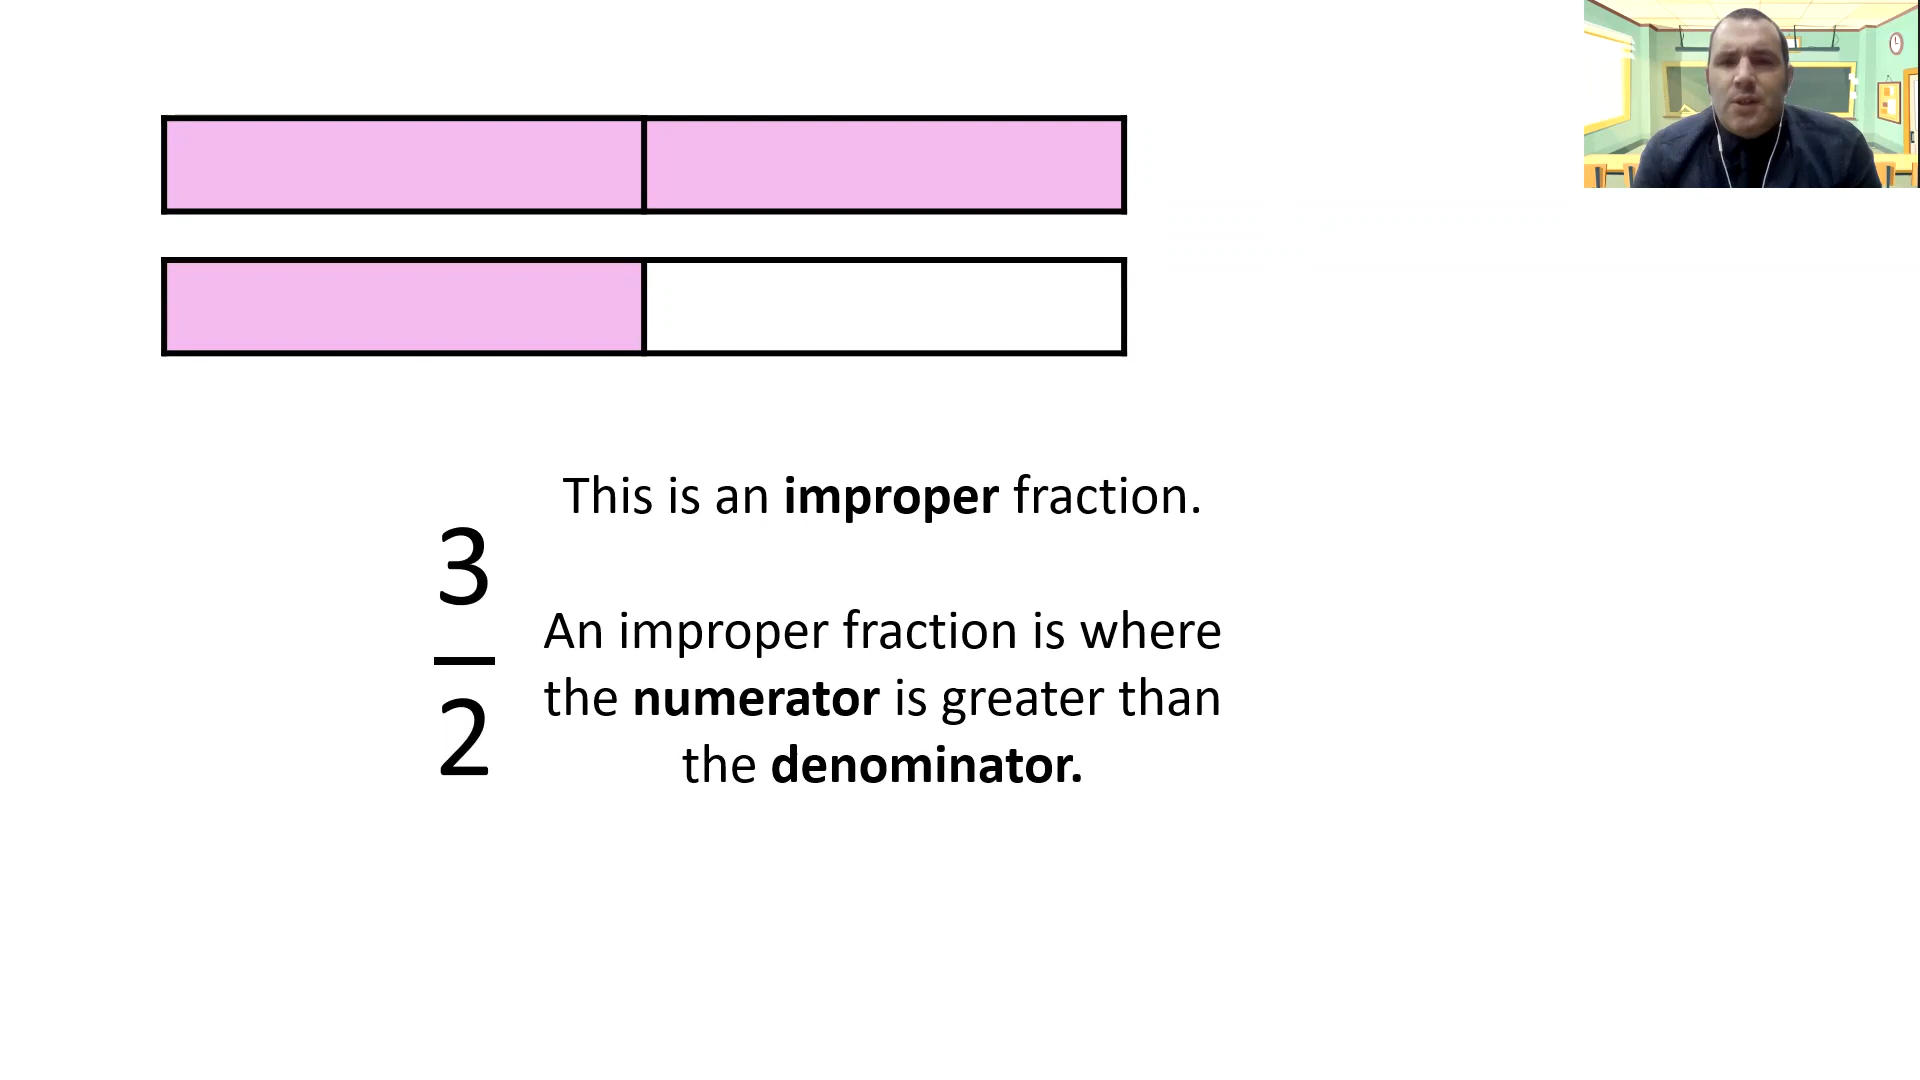 This is an improper fraction.
3
2
An improper fraction is where
the numerator is greater than
the denominator.